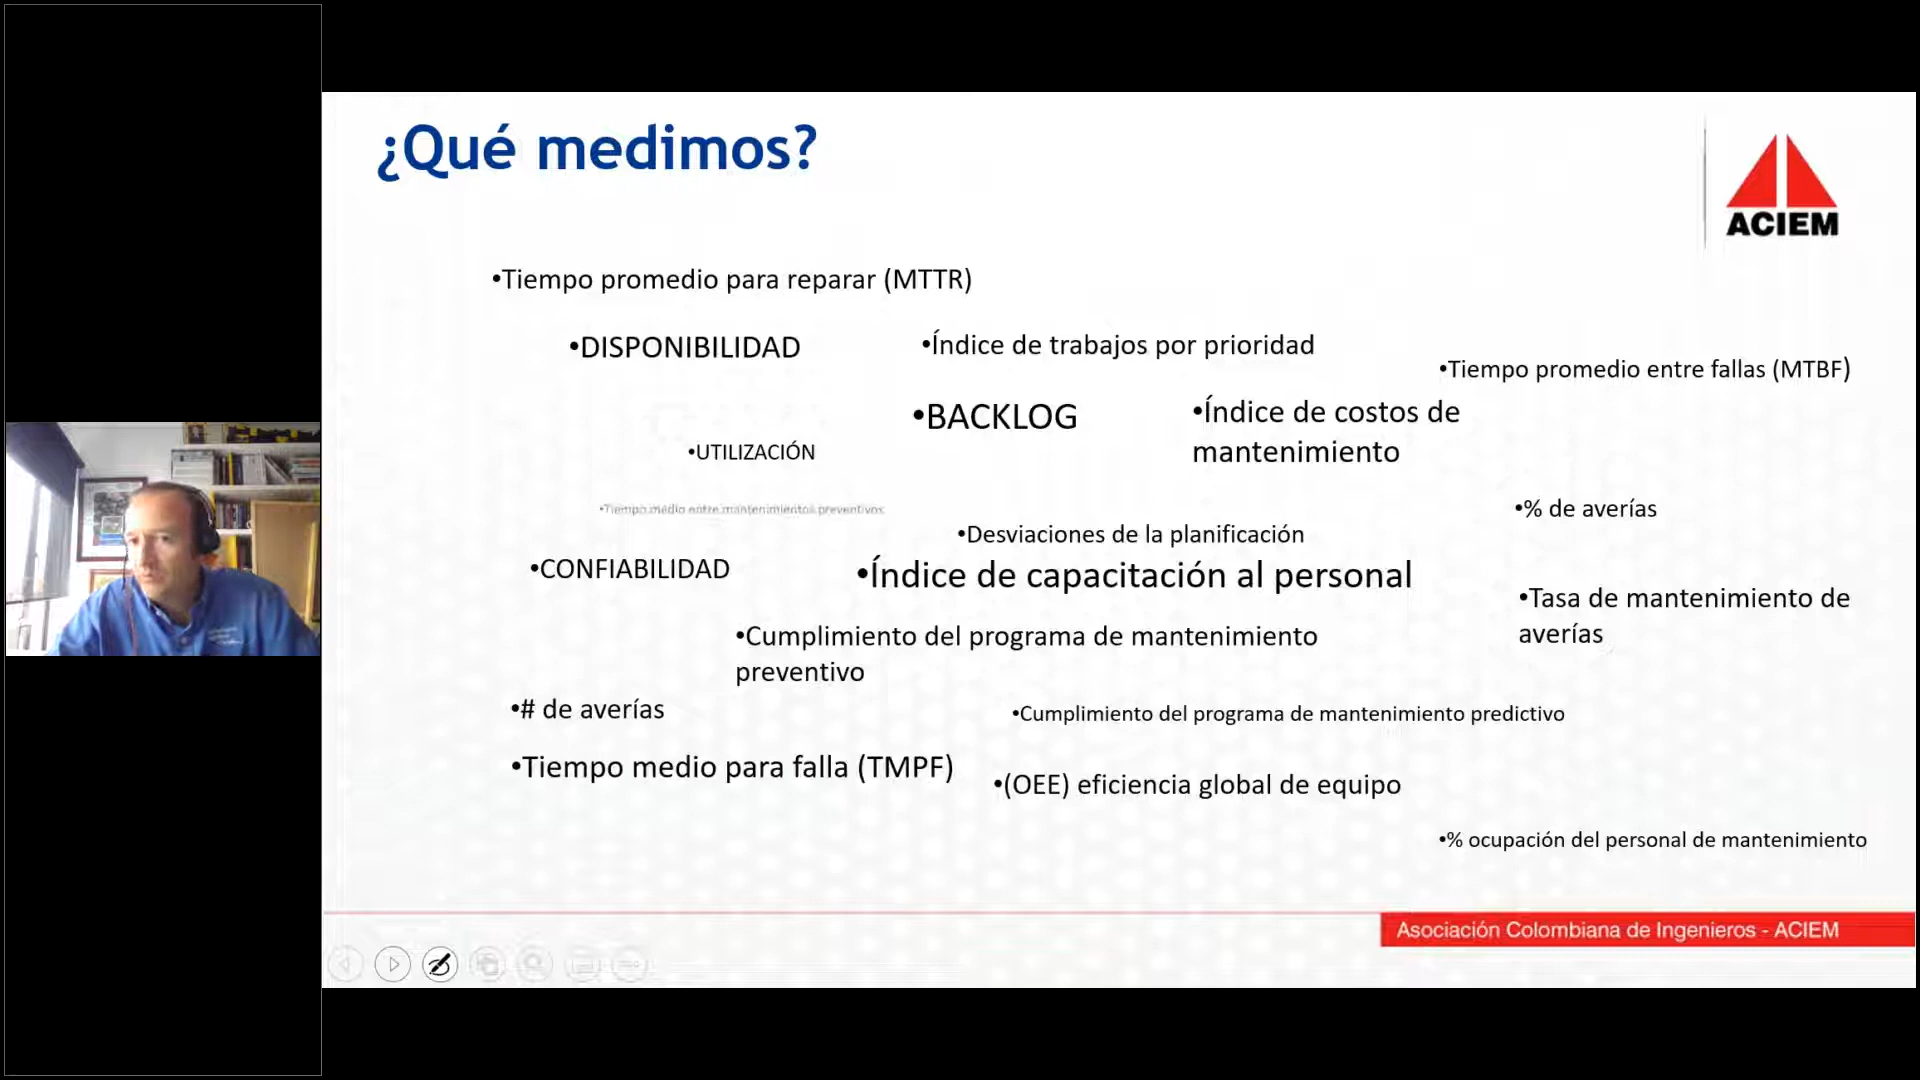 ¿Qué medimos?
ACIEM
•Tiempo promedio para reparar (MTTR)
•DISPONIBILIDAD
•Índice de trabajos por prioridad
•Tiempo promedio entre fallas (MTBF)
•BACKLOG
•Índice de costos de
mantenimiento
•UTILIZACIÓN
•Tiempo medio entre mantenimientos preventivos
•% de averías
•Desviaciones de la planificación
•CONFIABILIDAD
•Índice de capacitación al personal
•Tasa de mantenimiento de
averías
•Cumplimiento del programa de mantenimiento
preventivo
•# de averías
•Cumplimiento del programa de mantenimiento predictivo
•Tiempo medio para falla (TMPF)
•(OEE) eficiencia global de equipo
•% ocupación del personal de mantenimiento
Asociación Colombiana de Ingenieros - ACIEM